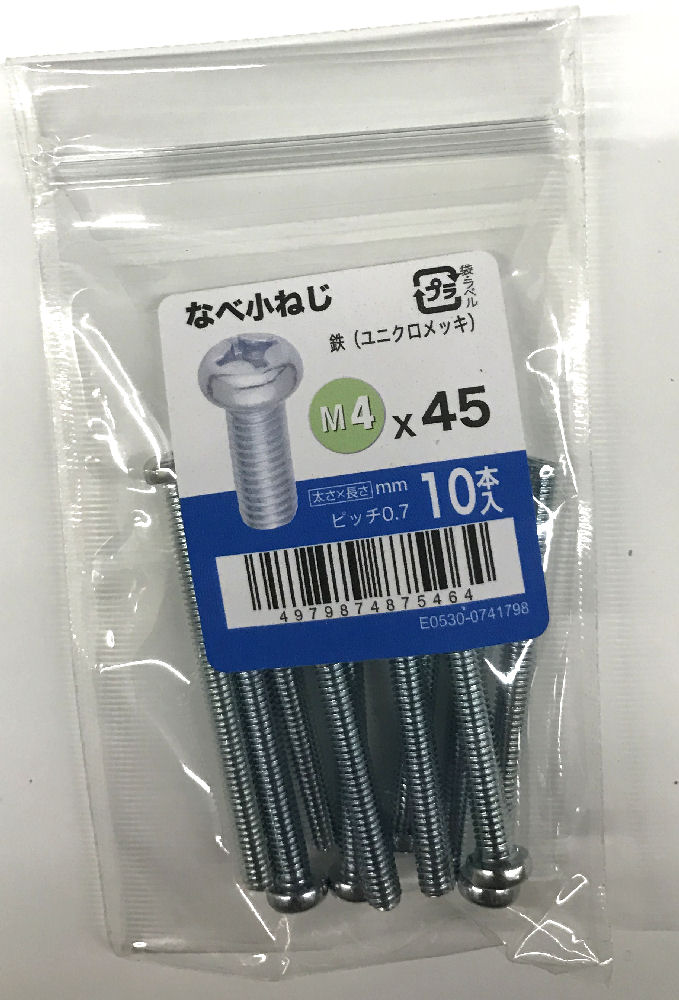 なべ小ねじ
プラ
袋・ラベル
鉄 (ユニクロメッキ)
M4 x 45
太さ×長さ mm
ピッチ0.7
10本入
4979874875464
E0530-0741798